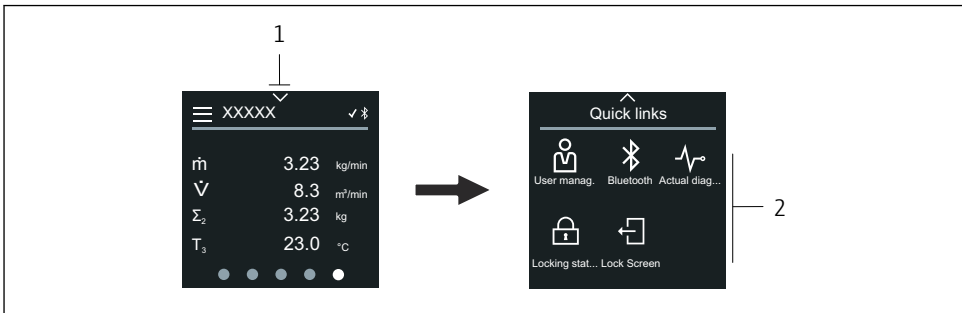 1
XXXXX
ṁ 3.23 kg/min
V̇ 8.3 m³/min
Σ₂ 3.23 kg
T₃ 23.0 °C
Quick links
User manag. Bluetooth Actual diag...
Locking stat... Lock Screen
2